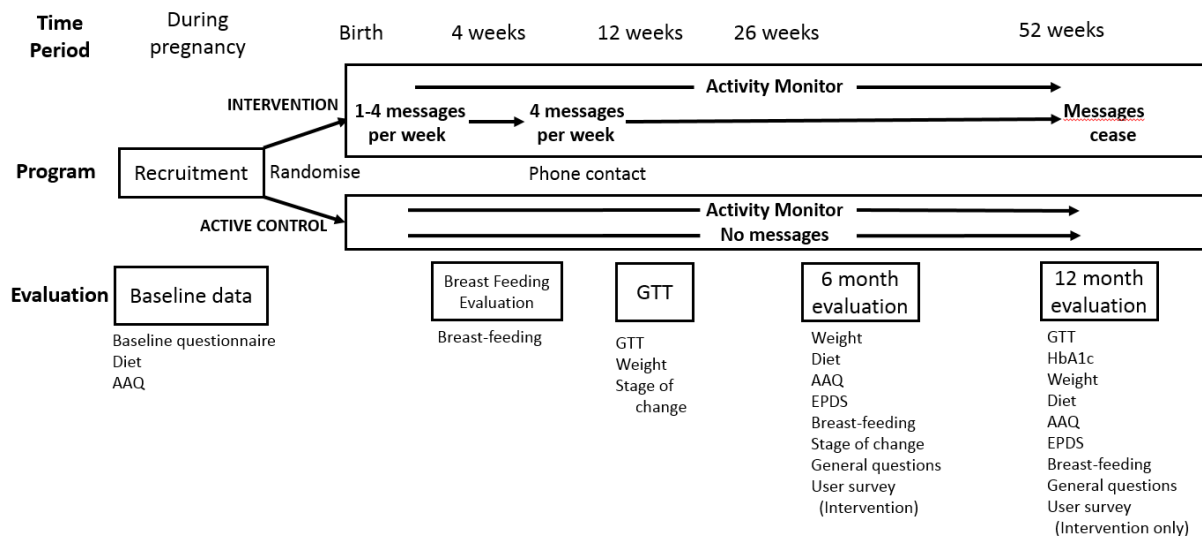 Time
Period
During
pregnancy
Birth
4 weeks
12 weeks
26 weeks
52 weeks
Program
Recruitment
Randomise
INTERVENTION
Activity Monitor
1-4 messages
per week
4 messages
per week
Messages
cease
Phone contact
ACTIVE CONTROL
Activity Monitor
No messages
Evaluation
Baseline data
Baseline questionnaire
Diet
AAQ
Breast Feeding
Evaluation
Breast-feeding
GTT
GTT
Weight
Stage of
change
6 month
evaluation
Weight
Diet
AAQ
EPDS
Breast-feeding
Stage of change
General questions
User survey
(Intervention)
12 month
evaluation
GTT
HbA1c
Weight
Diet
AAQ
EPDS
Breast-feeding
General questions
User survey
(Intervention only)